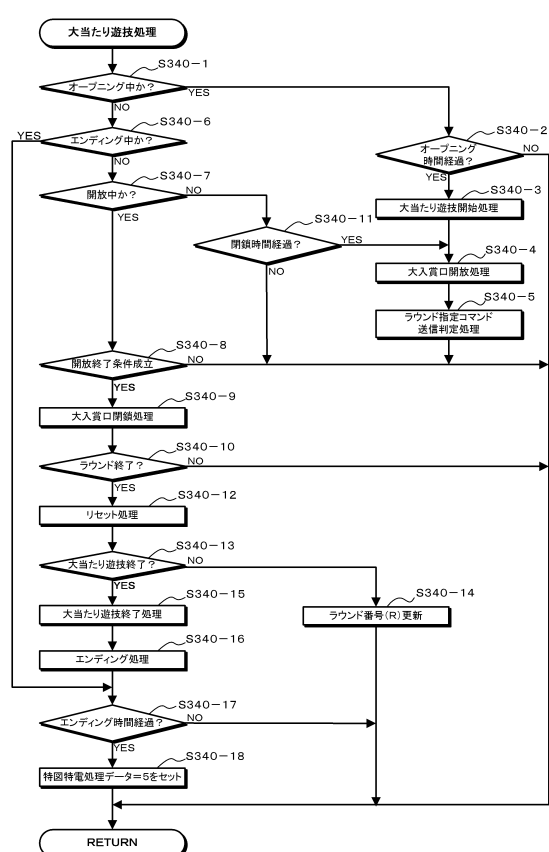 大当たり遊技処理
S340-1
オープニング中か?
YES
NO
S340-6
YES
エンディング中か?
NO
S340-2
オープニング
時間経過?
NO
YES
S340-7
開放中か?
NO
YES
S340-3
大当たり遊技開始処理
S340-11
閉鎖時間経過?
YES
NO
S340-4
大入賞口開放処理
S340-5
ラウンド指定コマンド
送信判定処理
S340-8
開放終了条件成立
NO
YES
S340-9
大入賞口閉鎖処理
S340-10
ラウンド終了?
NO
YES
S340-12
リセット処理
S340-13
大当たり遊技終了?
NO
YES
S340-14
ラウンド番号(R)更新
S340-15
大当たり遊技終了処理
S340-16
エンディング処理
S340-17
エンディング時間経過?
NO
YES
S340-18
特図特電処理データ=5をセット
RETURN